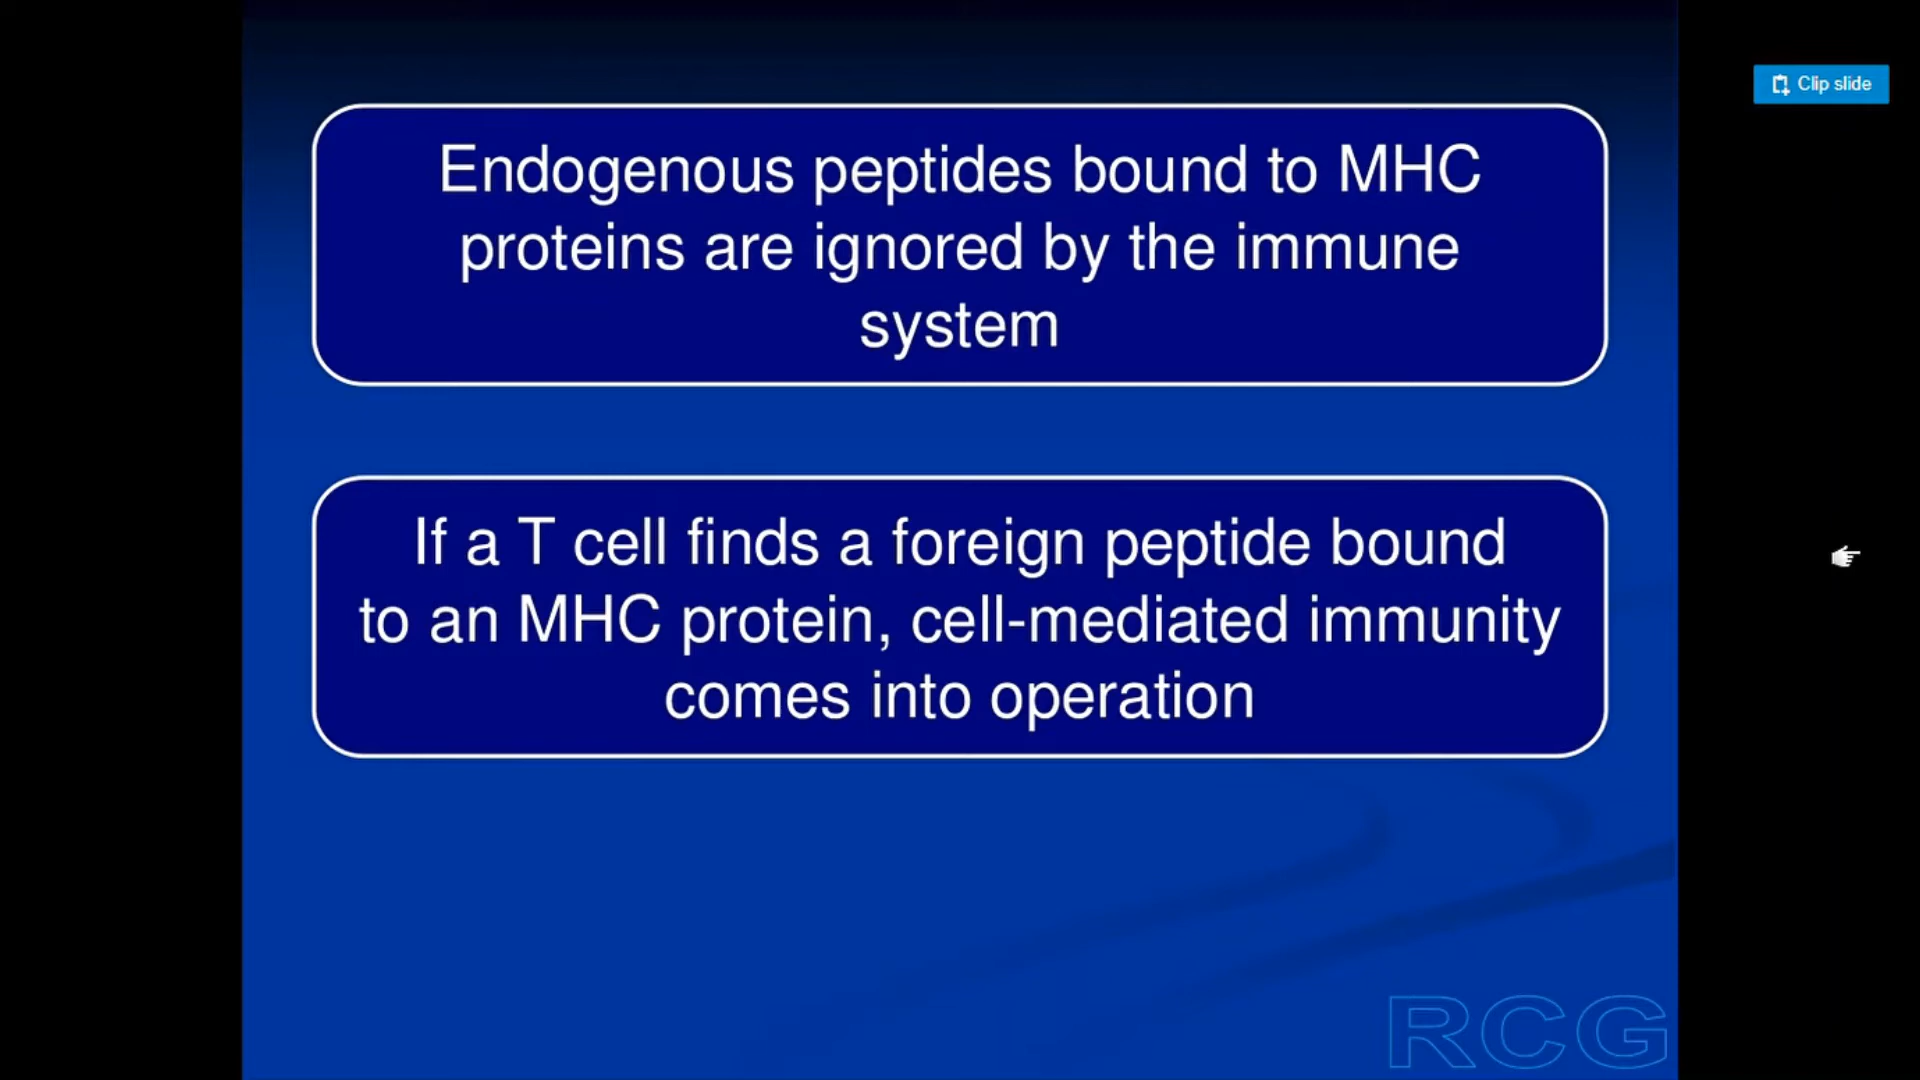 Clip slide
Endogenous peptides bound to MHC
proteins are ignored by the immune
system
If a T cell finds a foreign peptide bound
to an MHC protein, cell-mediated immunity
comes into operation
RCG